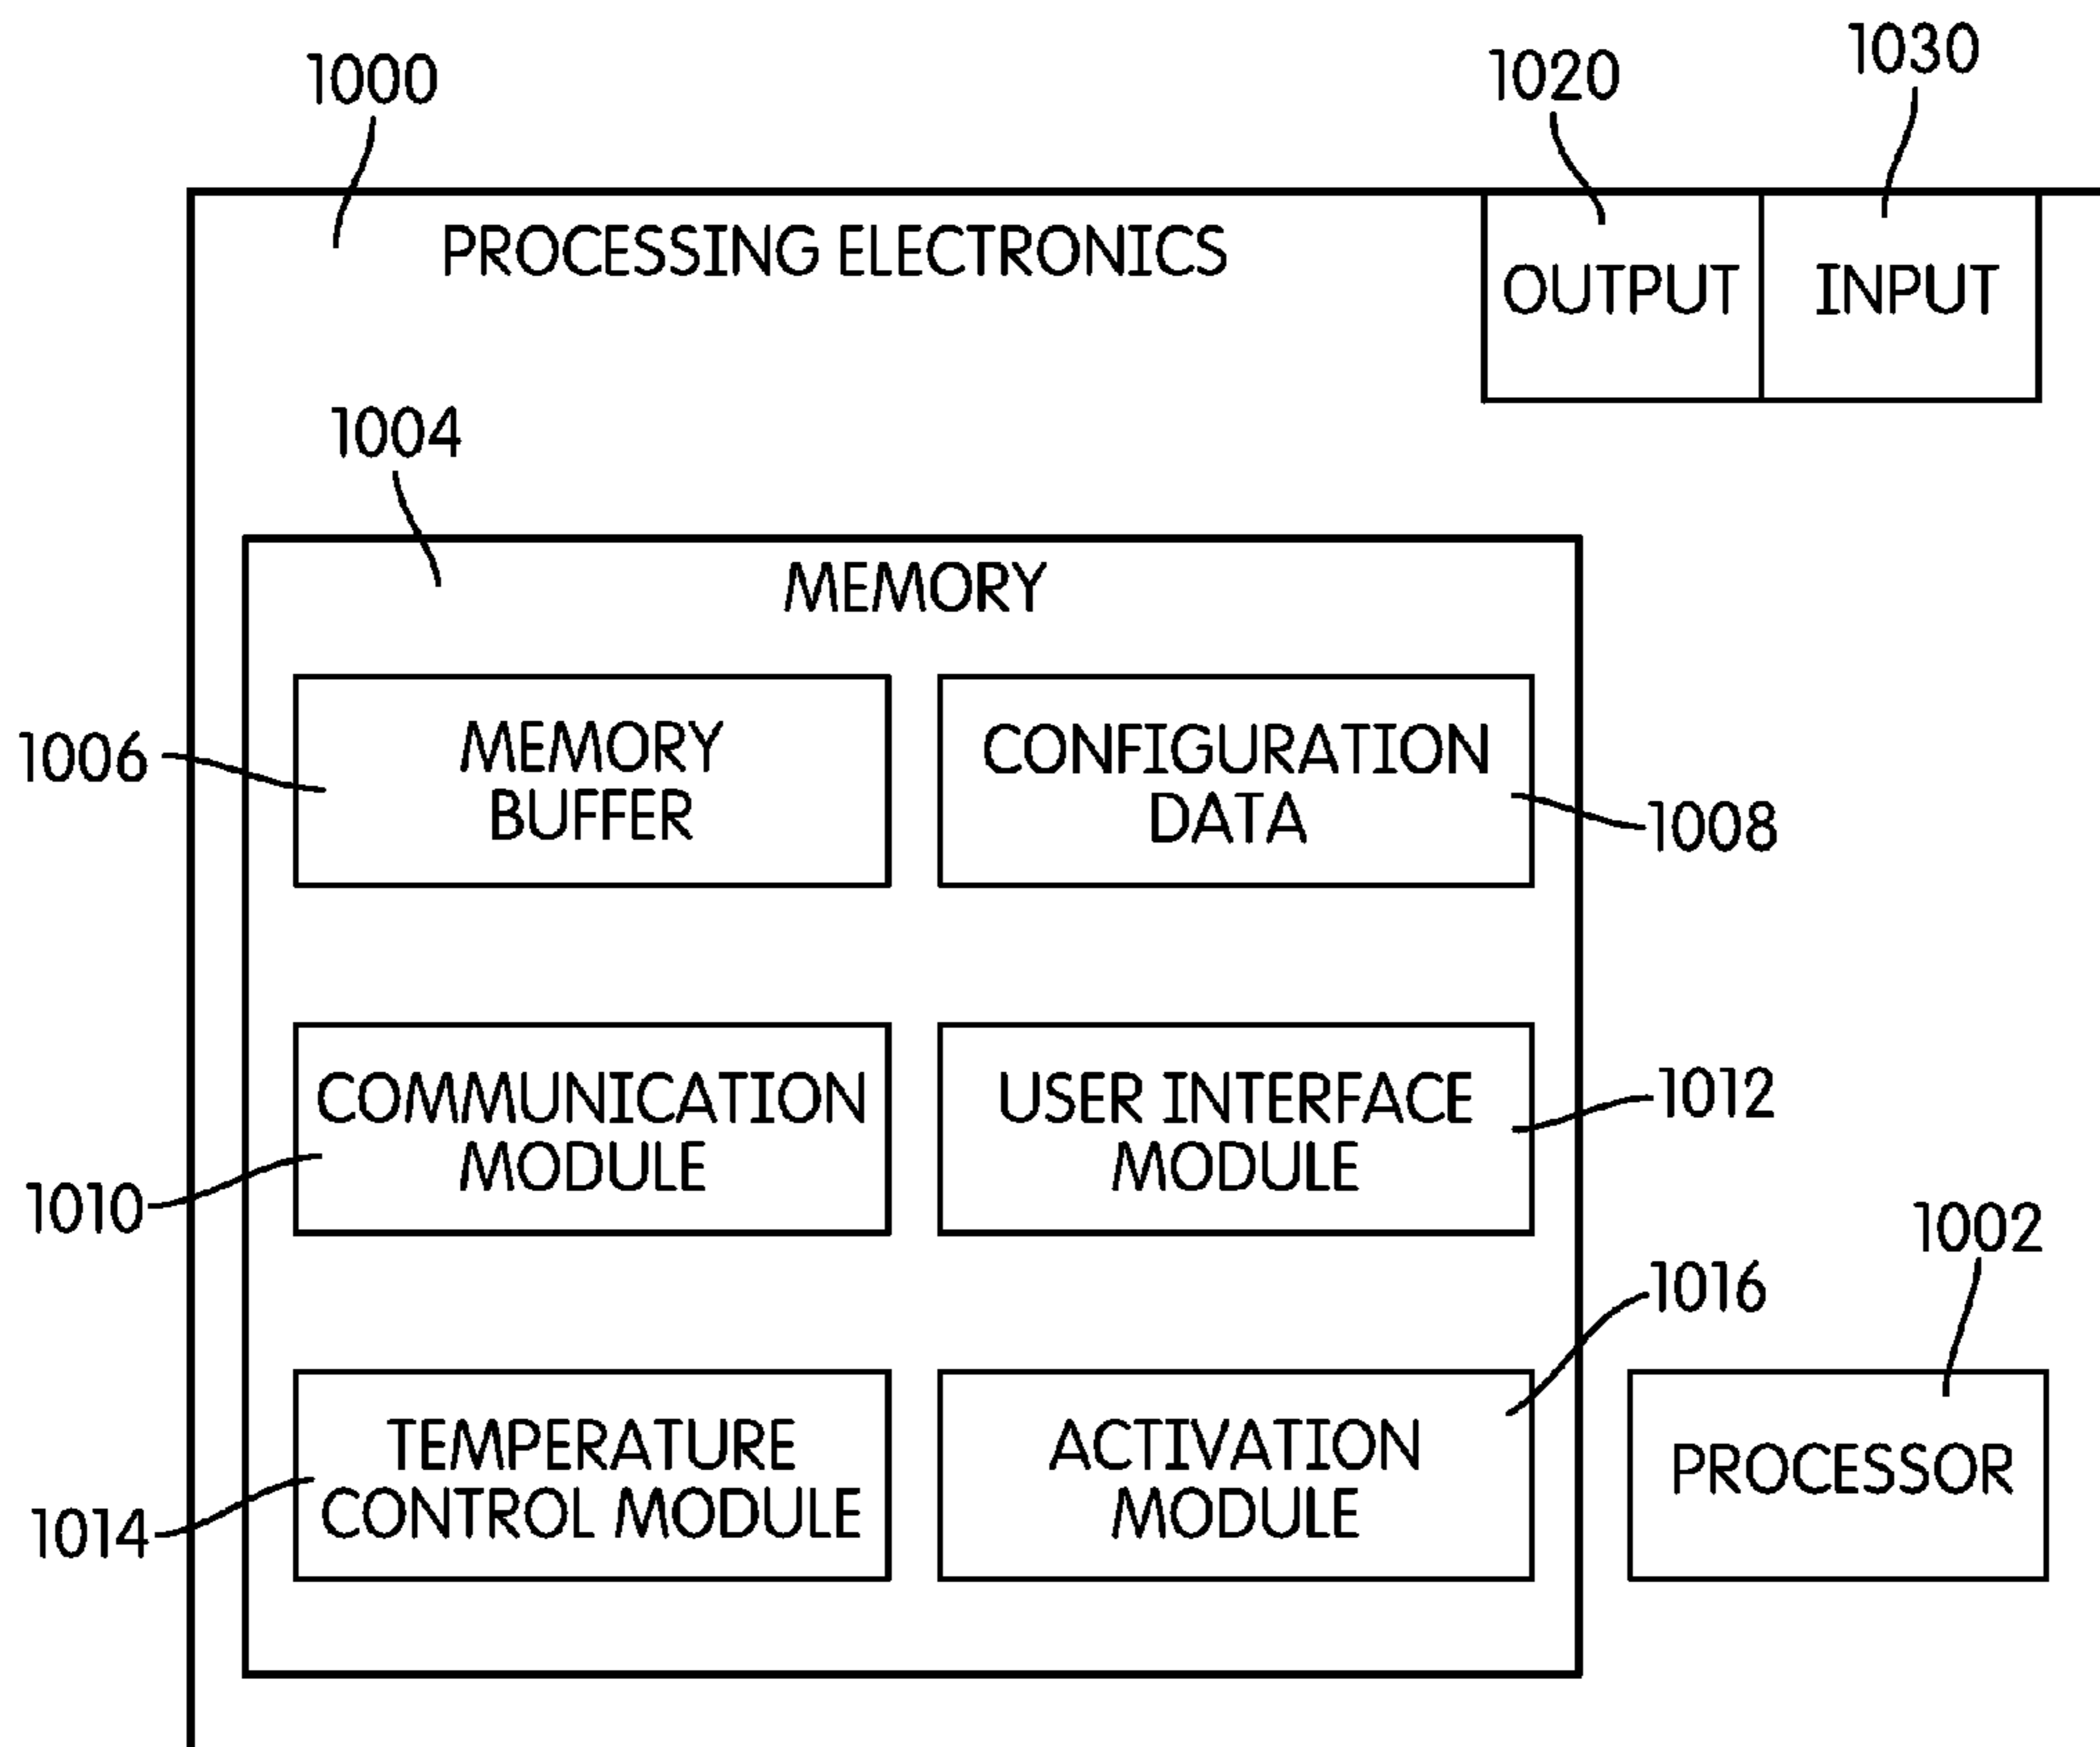 1000
1020
1030
PROCESSING ELECTRONICS
OUTPUT
INPUT
1004
MEMORY
1006
MEMORY
BUFFER
CONFIGURATION
DATA
1008
COMMUNICATION
MODULE
1010
USER INTERFACE
MODULE
1012
1002
1016
TEMPERATURE
CONTROL MODULE
1014
ACTIVATION
MODULE
PROCESSOR